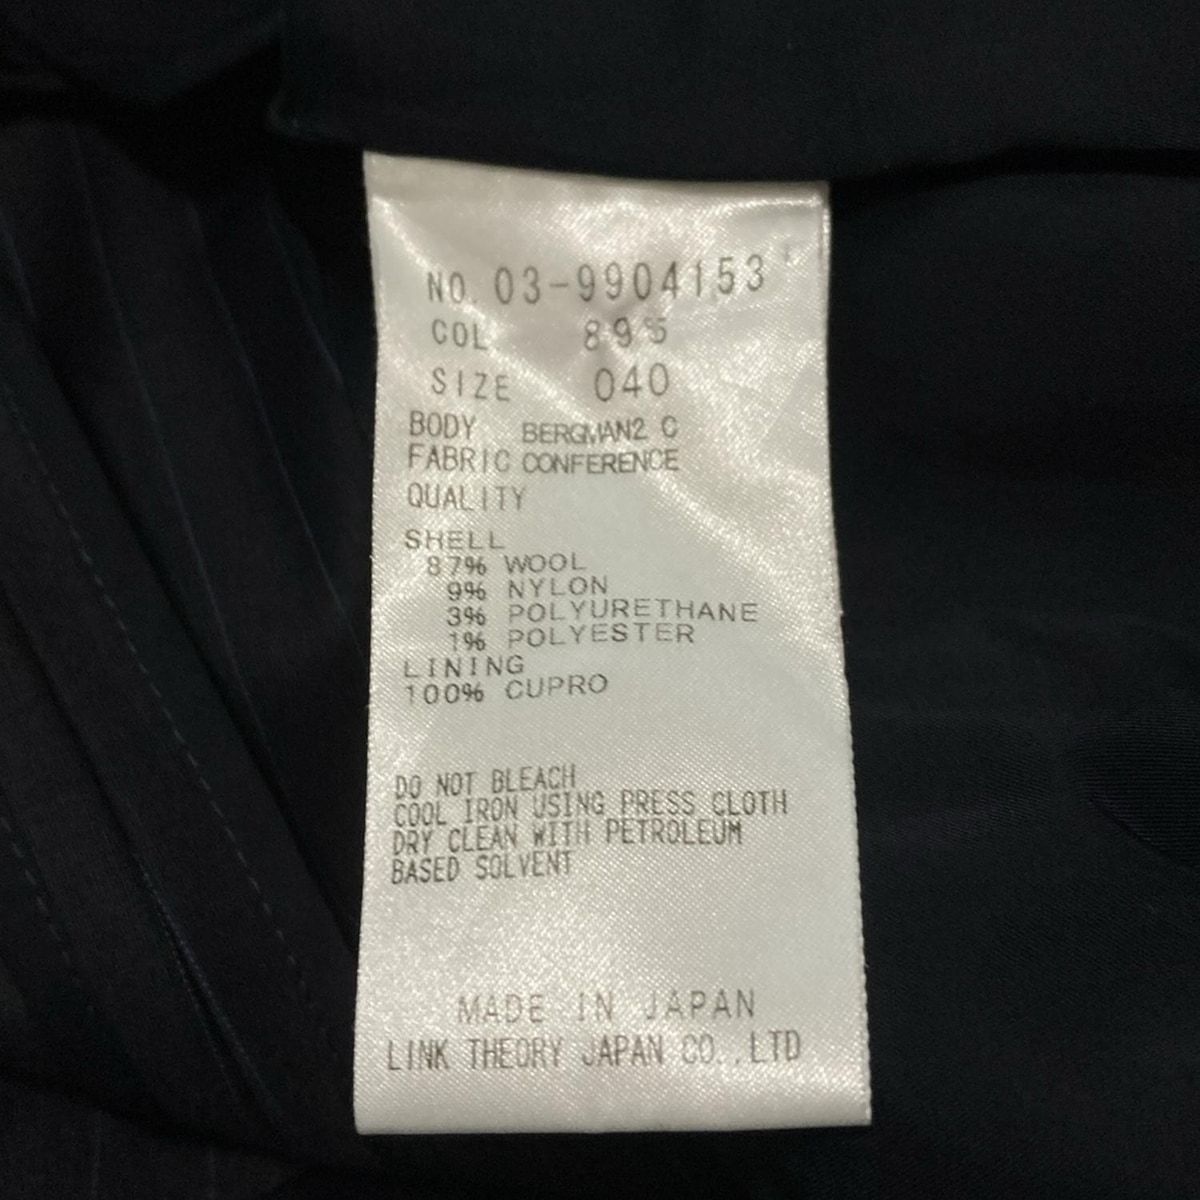 NO. 03-9904153
COL 895
SIZE 040
BODY BERGMAN2 C
FABRIC CONFERENCE
QUALITY
SHELL
87% WOOL
9% NYLON
3% POLYURETHANE
1% POLYESTER
LINING
100% CUPRO
DO NOT BLEACH
COOL IRON USING PRESS CLOTH
DRY CLEAN WITH PETROLEUM
BASED SOLVENT
MADE IN JAPAN
LINK THEORY JAPAN CO.,LTD